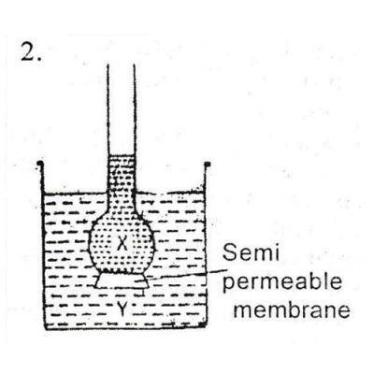 2.
X
Semi
permeable
membrane
Y